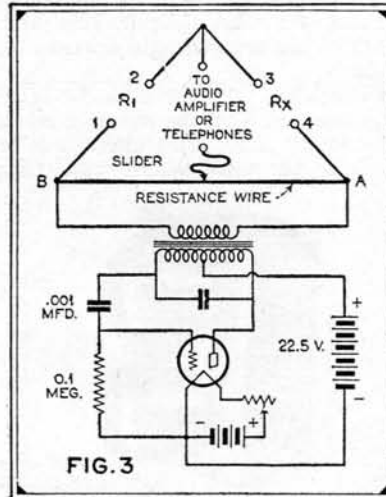 2
3
TO
AUDIO
R1
AMPLIFIER
RX
OR
TELEPHONES
1
4
SLIDER
B
A
RESISTANCE WIRE
+
.001
MFD.
22.5 V.
0.1
MEG.
-
+
-
FIG.3